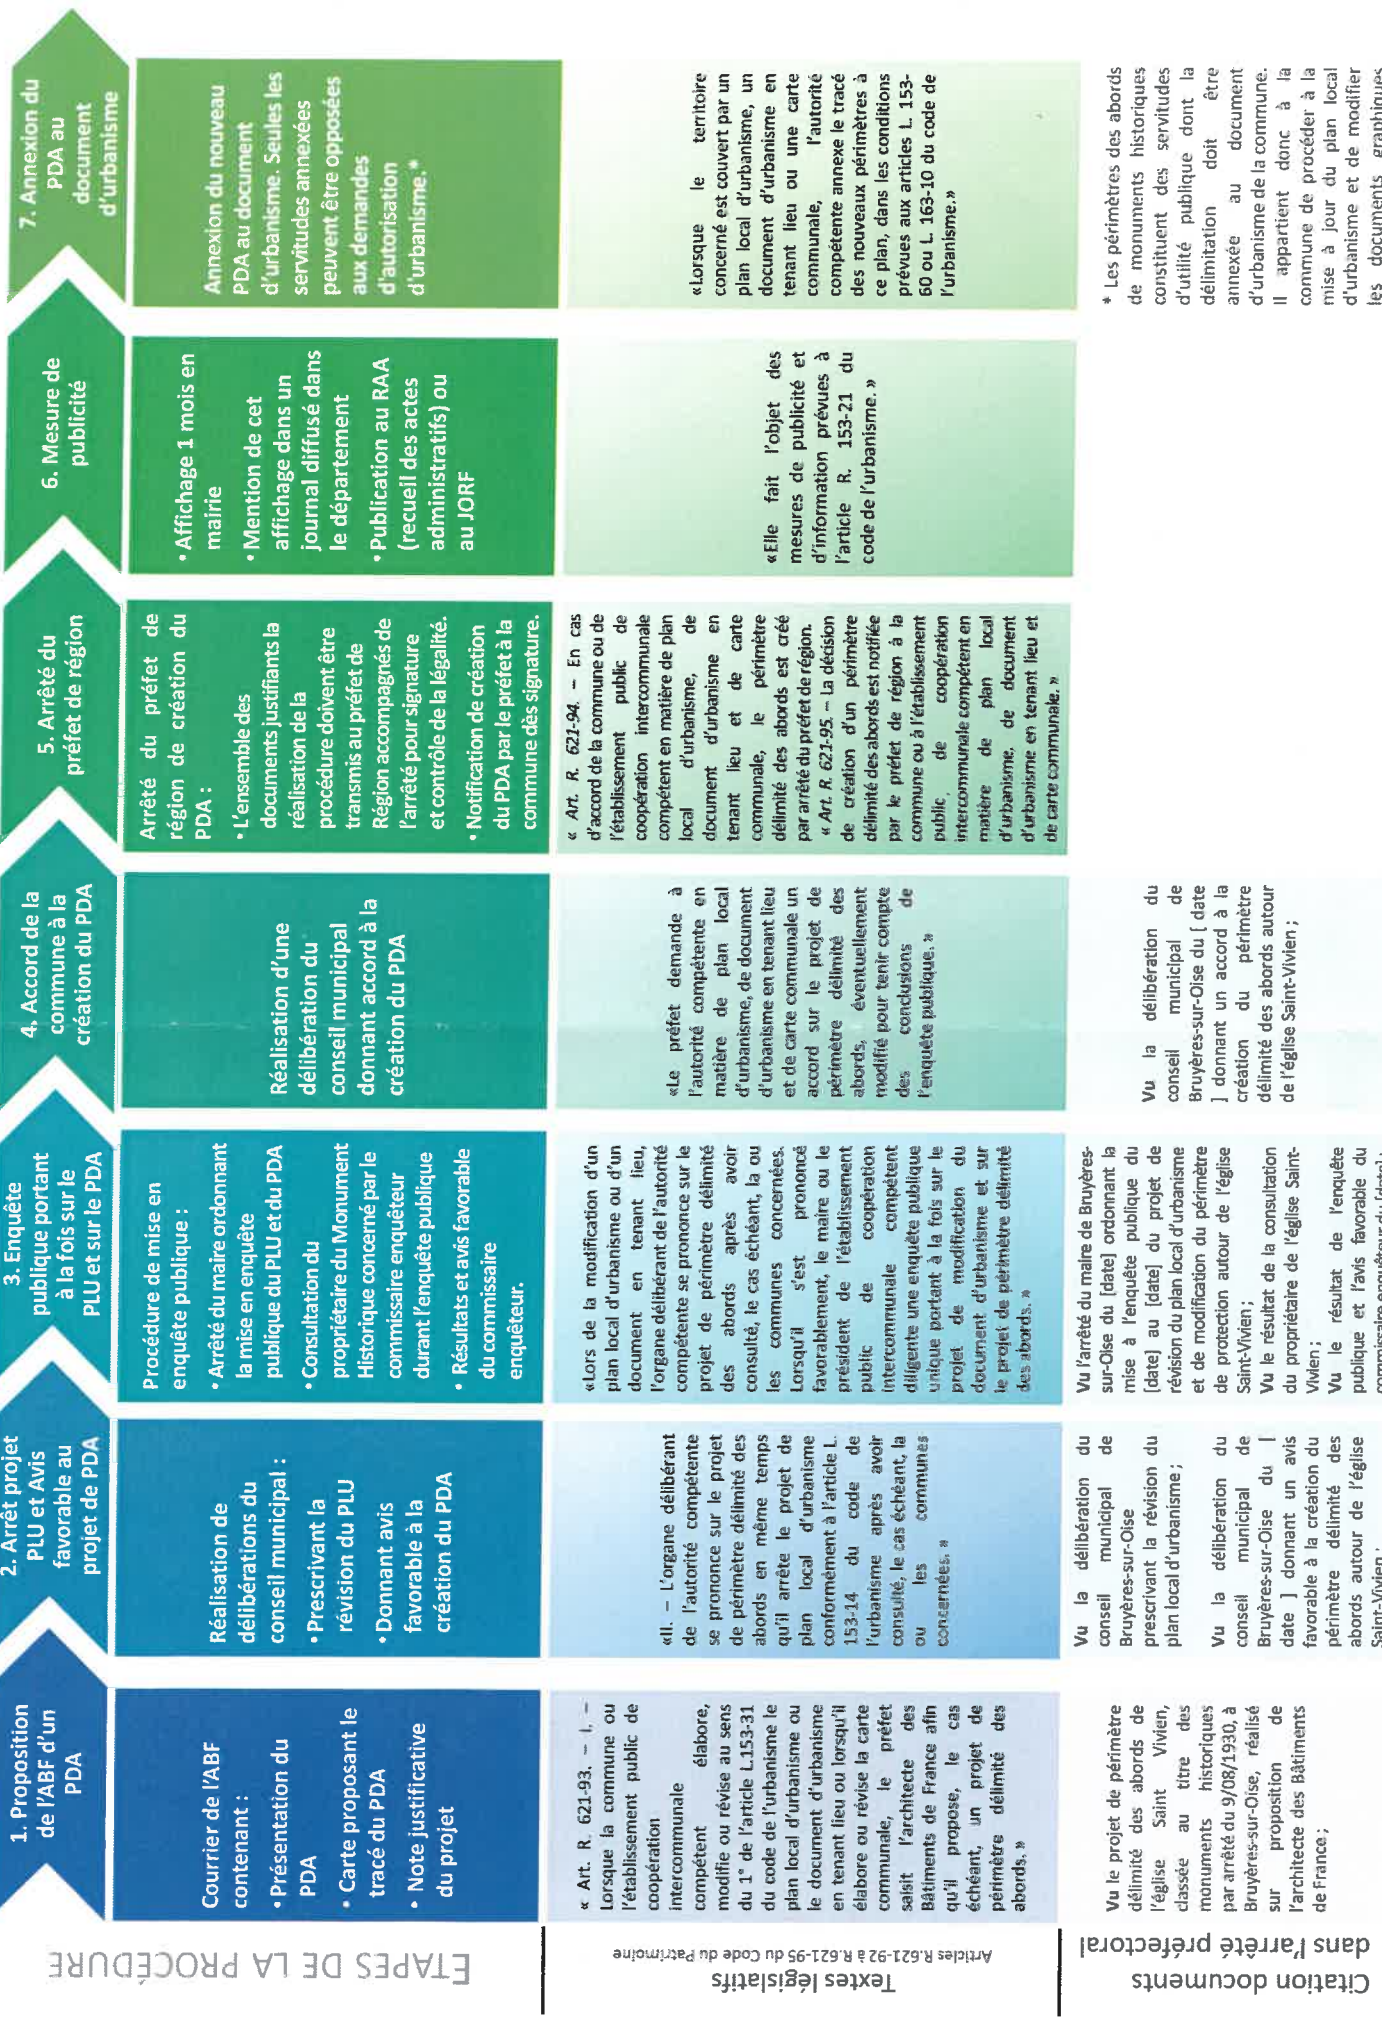 ETAPES DE LA PROCÉDURE
1. Proposition
de l'ABF d'un
PDA
Courrier de l'ABF
contenant :
• Présentation du
PDA
• Carte proposant le
tracé du PDA
• Note justificative
du projet
2. Arrêt projet
PLU et Avis
favorable au
projet de PDA
Réalisation de
délibérations du
conseil municipal :
• Prescrivant la
révision du PLU
• Donnant avis
favorable à la
création du PDA
3. Enquête
publique portant
à la fois sur le
PLU et sur le PDA
Procédure de mise en
enquête publique :
• Arrêté du maire ordonnant
la mise en enquête
publique du PLU et du PDA
• Consultation du
propriétaire du Monument
Historique concerné par le
commissaire enquêteur
durant l'enquête publique
• Résultats et avis favorable
du commissaire
enquêteur.
4. Accord de la
commune à la
création du PDA
Réalisation d'une
délibération du
conseil municipal
donnant accord à la
création du PDA
5. Arrêté du
préfet de région
Arrêté du préfet de
région de création du
PDA :
• L'ensemble des
documents justifiants la
réalisation de la
procédure doivent être
transmis au préfet de
Région accompagnés de
l'arrêté pour signature
et contrôle de la légalité.
• Notification de création
du PDA par le préfet à la
commune dès signature.
6. Mesure de
publicité
• Affichage 1 mois en
mairie
• Mention de cet
affichage dans un
journal diffusé dans
le département
• Publication au RAA
(recueil des actes
administratifs) ou
au JORF
7. Annexion du
PDA au
document
d'urbanisme
Annexion du nouveau
PDA au document
d'urbanisme. Seules les
servitudes annexées
peuvent être opposées
aux demandes
d'autorisation
d'urbanisme.*
Textes législatifs
Articles R.621-92 à R.621-95 du Code du Patrimoine
« Art. R. 621-93. – I. –
Lorsque la commune ou
l'établissement public de
coopération
intercommunale
compétent élabore,
modifie ou révise au sens
du 1° de l'article L.153-31
du code de l'urbanisme le
plan local d'urbanisme ou
le document d'urbanisme
en tenant lieu ou lorsqu'il
élabore ou révise la carte
communale, le préfet
saisit l'architecte des
Bâtiments de France afin
qu'il propose, le cas
échéant, un projet de
périmètre délimité des
abords. »
«II. – L'organe délibérant
de l'autorité compétente
se prononce sur le projet
de périmètre délimité des
abords en même temps
qu'il arrête le projet de
plan local d'urbanisme
conformément à l'article L.
153-14 du code de
l'urbanisme après avoir
consulté, le cas échéant, la
ou les communes
concernées. »
«Lors de la modification d'un
plan local d'urbanisme ou d'un
document en tenant lieu,
l'organe délibérant de l'autorité
compétente se prononce sur le
projet de périmètre délimité
des abords après avoir
consulté, le cas échéant, la ou
les communes concernées.
Lorsqu'il s'est prononcé
favorablement, le maire ou le
président de l'établissement
public de coopération
intercommunale compétent
diligente une enquête publique
unique portant à la fois sur le
projet de modification du
document d'urbanisme et sur
le projet de périmètre délimité
des abords. »
«Le préfet demande à
l'autorité compétente en
matière de plan local
d'urbanisme, de document
d'urbanisme en tenant lieu
et de carte communale un
accord sur le projet de
périmètre délimité des
abords, éventuellement
modifié pour tenir compte
des conclusions de
l'enquête publique. »
« Art. R. 621-94. – En cas
d'accord de la commune ou de
l'établissement public de
coopération intercommunale
compétent en matière de plan
local d'urbanisme, de
document d'urbanisme en
tenant lieu et de carte
communale, le périmètre
délimité des abords est créé
par arrêté du préfet de région.
« Art. R. 621-95. – La décision
de création d'un périmètre
délimité des abords est notifiée
par le préfet de région à la
commune ou à l'établissement
public de coopération
intercommunale compétent en
matière de plan local
d'urbanisme, de document
d'urbanisme en tenant lieu et
de carte communale. »
«Elle fait l'objet des
mesures de publicité et
d'information prévues à
l'article R. 153-21 du
code de l'urbanisme. »
«Lorsque le territoire
concerné est couvert par un
plan local d'urbanisme, un
document d'urbanisme en
tenant lieu ou une carte
communale, l'autorité
compétente annexe le tracé
des nouveaux périmètres à
ce plan, dans les conditions
prévues aux articles L. 153-
60 ou L. 163-10 du code de
l'urbanisme.»
Citation documents
dans l'arrêté préfectoral
Vu le projet de périmètre
délimité des abords de
l'église Saint Vivien,
classée au titre des
monuments historiques
par arrêté du 9/08/1930, à
Bruyères-sur-Oise, réalisé
sur proposition de
l'architecte des Bâtiments
de France ;
Vu la délibération du
conseil municipal de
Bruyères-sur-Oise
prescrivant la révision du
plan local d'urbanisme ;
Vu la délibération du
conseil municipal de
Bruyères-sur-Oise du [
date ] donnant un avis
favorable à la création du
périmètre délimité des
abords autour de l'église
Saint-Vivien ;
Vu l'arrêté du maire de Bruyères-
sur-Oise du [date] ordonnant la
mise à l'enquête publique du
[date] au [date] du projet de
révision du plan local d'urbanisme
et de modification du périmètre
de protection autour de l'église
Saint-Vivien ;
Vu le résultat de la consultation
du propriétaire de l'église Saint-
Vivien ;
Vu le résultat de l'enquête
publique et l'avis favorable du
commissaire enquêteur du [date] ;
Vu la délibération du
conseil municipal de
Bruyères-sur-Oise du [ date
] donnant un accord à la
création du périmètre
délimité des abords autour
de l'église Saint-Vivien ;
* Les périmètres des abords
de monuments historiques
constituent des servitudes
d'utilité publique dont la
délimitation doit être
annexée au document
d'urbanisme de la commune.
Il appartient donc à la
commune de procéder à la
mise à jour du plan local
d'urbanisme et de modifier
les documents graphiques